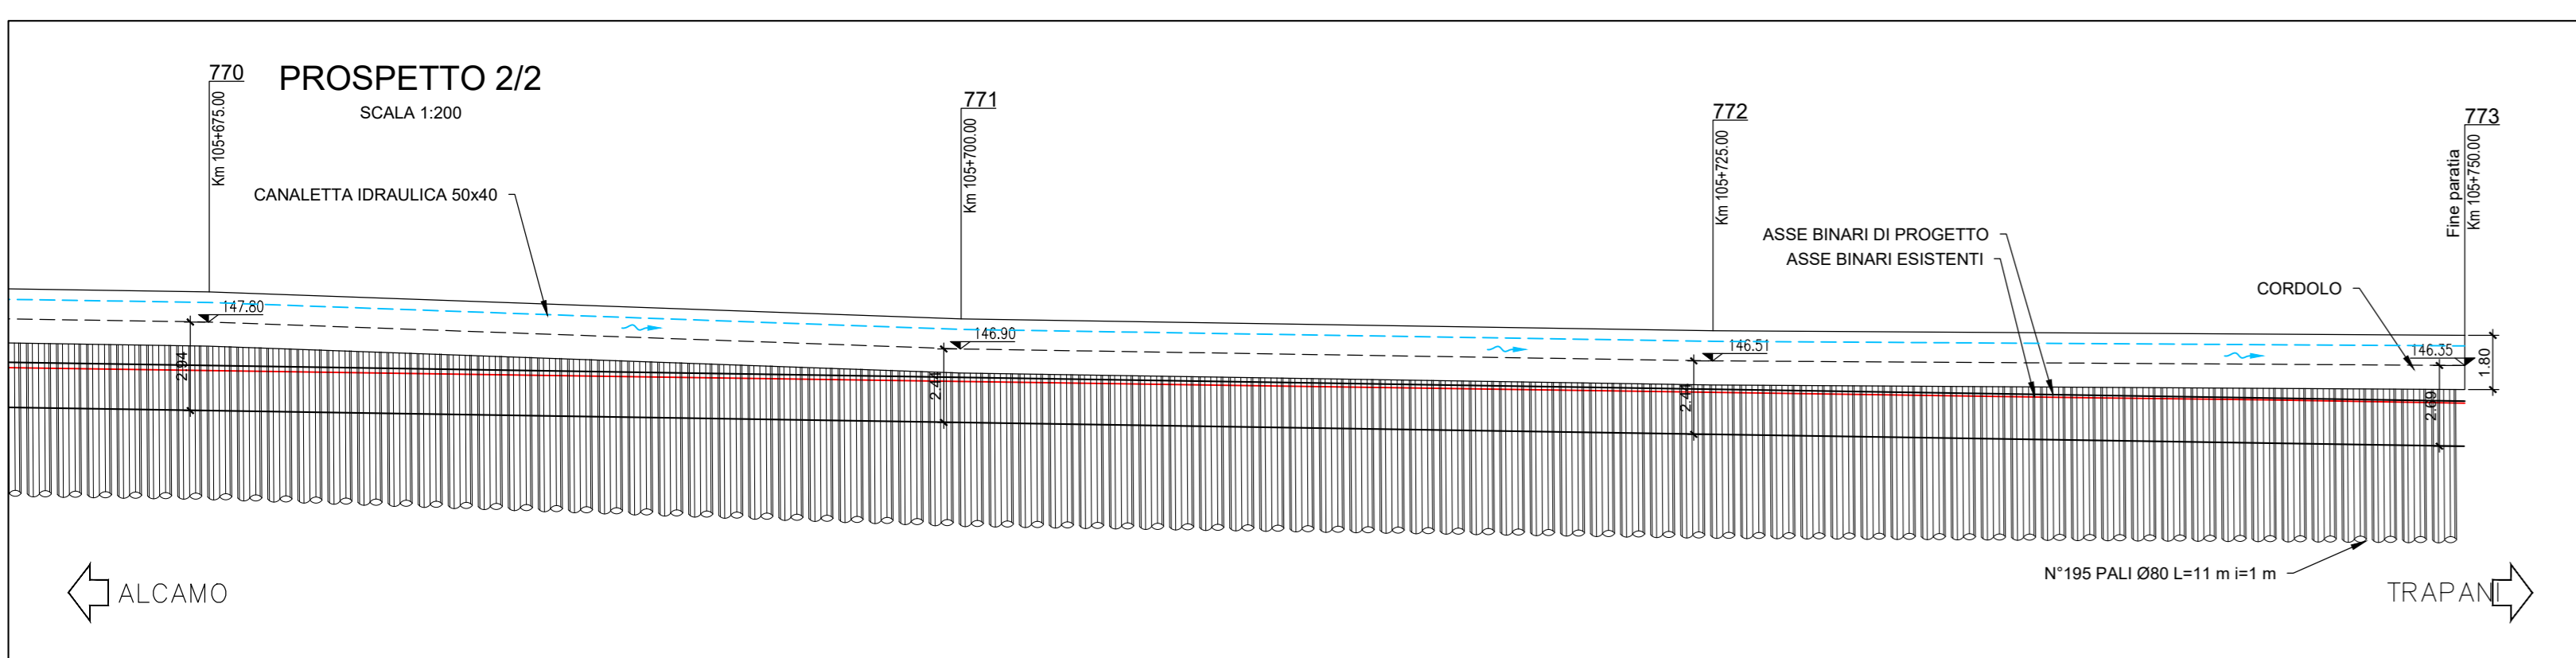 770
PROSPETTO 2/2
SCALA 1:200
Km 105+675.00
771
Km 105+700.00
772
Km 105+725.00
773
Fine paratia
Km 105+750.00
CANALETTA IDRAULICA 50x40
ASSE BINARI DI PROGETTO
ASSE BINARI ESISTENTI
CORDOLO
147.80
146.90
146.51
146.35
1.80
2.94
2.44
2.44
2.69
N°195 PALI Ø80 L=11 m i=1 m
ALCAMO
TRAPANI